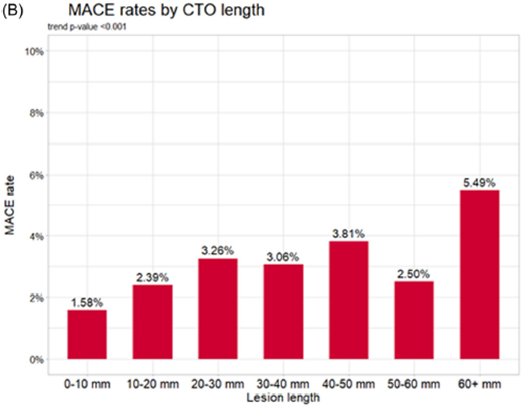 (B) MACE rates by CTO length
trend p-value <0.001
10%
8%
6%
4%
2%
0%
MACE rate
1.58%
2.39%
3.26%
3.06%
3.81%
2.50%
5.49%
0-10 mm 10-20 mm 20-30 mm 30-40 mm 40-50 mm 50-60 mm 60+ mm
Lesion length